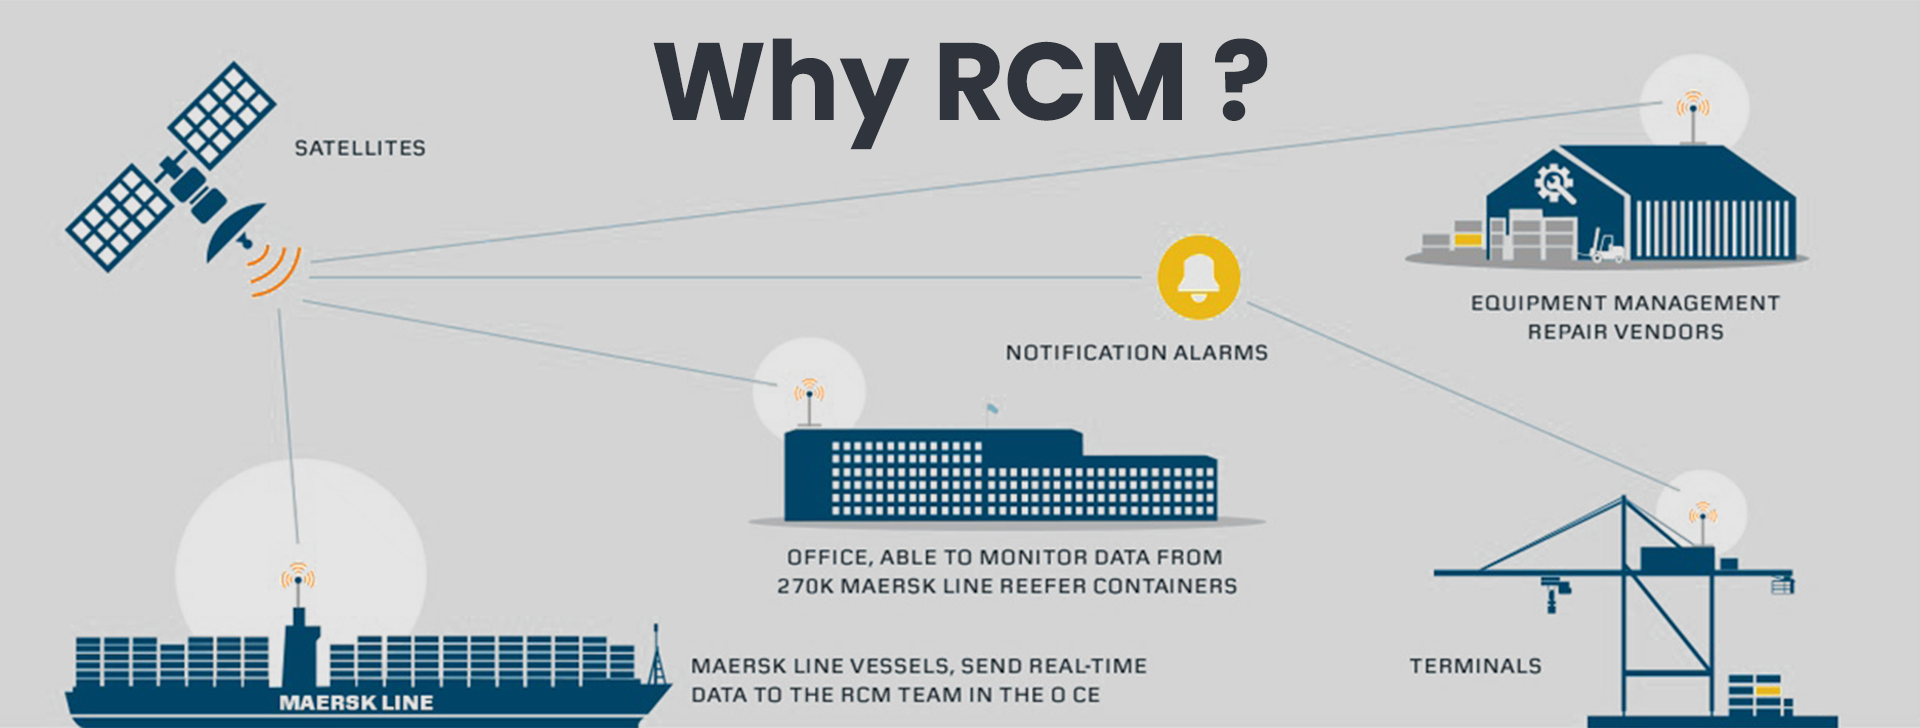 Why RCM ?
SATELLITES
EQUIPMENT MANAGEMENT
REPAIR VENDORS
NOTIFICATION ALARMS
OFFICE, ABLE TO MONITOR DATA FROM
270K MAERSK LINE REEFER CONTAINERS
MAERSK LINE VESSELS, SEND REAL-TIME
DATA TO THE RCM TEAM IN THE O CE
TERMINALS
MAERSK LINE